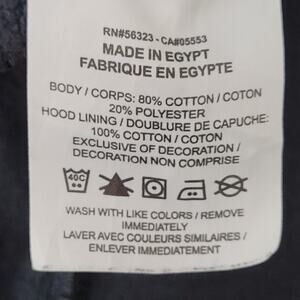 RN#56323 - CA#05553
MADE IN EGYPT
FABRIQUE EN EGYPTE
BODY / CORPS: 80% COTTON / COTON
20% POLYESTER
HOOD LINING / DOUBLURE DE CAPUCHE:
100% COTTON / COTON
EXCLUSIVE OF DECORATION /
DECORATION NON COMPRISE
40C
WASH WITH LIKE COLORS / REMOVE
IMMEDIATELY
LAVER AVEC COULEURS SIMILAIRES /
ENLEVER IMMEDIATEMENT